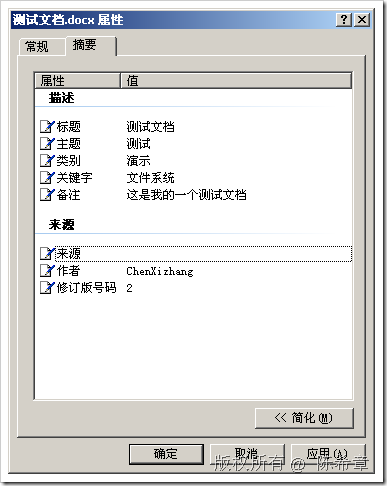 测试文档.docx 属性
常规 摘要
属性 值
描述
标题 测试文档
主题 测试
类别 演示
关键字 文件系统
备注 这是我的一个测试文档
来源
来源
作者 ChenXizhang
修订版号码 2
<< 简化(M)
确定 取消 应用(A)
版权所有 @ 陈希章